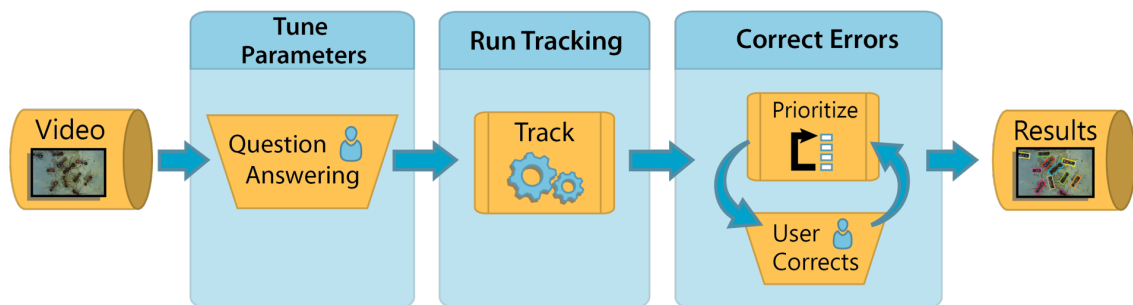 Tune
Parameters
Run Tracking
Correct Errors
Video
Question
Answering
Track
Prioritize
User
Corrects
Results